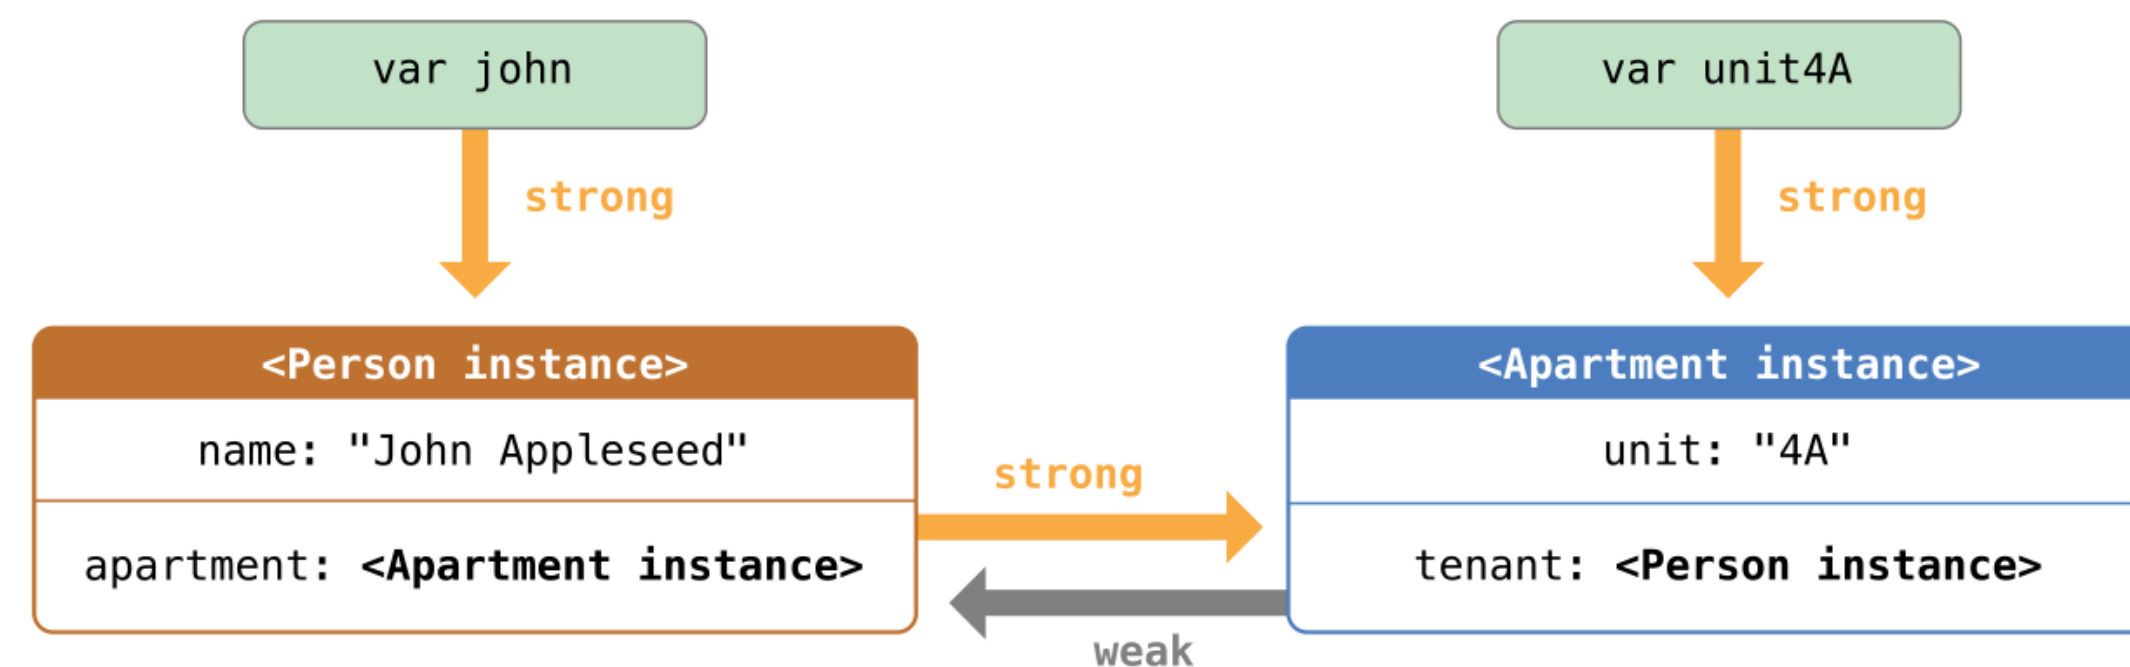 var john
var unit4A
strong
strong
<Person instance>
<Apartment instance>
name: "John Appleseed"
unit: "4A"
strong
apartment: <Apartment instance>
tenant: <Person instance>
weak